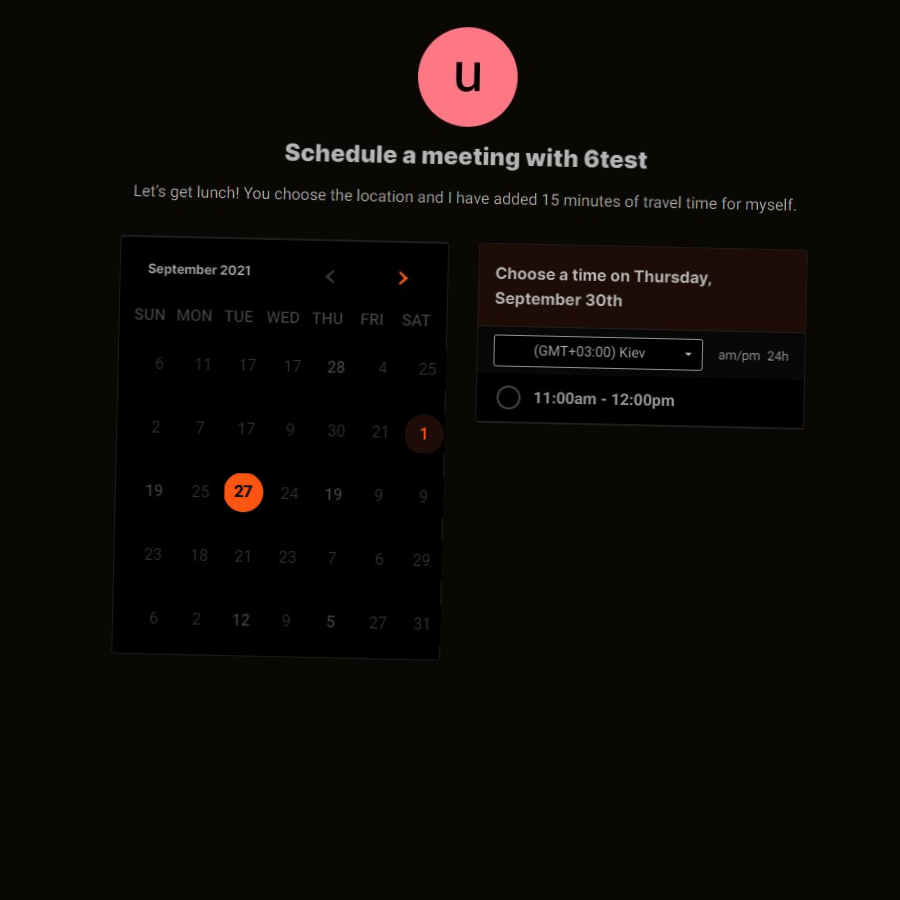 u
Schedule a meeting with 6test
Let's get lunch! You choose the location and I have added 15 minutes of travel time for myself.
September 2021
SUN MON TUE WED THU FRI SAT
6 11 17 17 28 4 25
2 7 17 9 30 21 1
19 25 27 24 19 9 9
23 18 21 23 7 6 29
6 2 12 9 5 27 31
Choose a time on Thursday,
September 30th
(GMT+03:00) Kiev am/pm 24h
11:00am - 12:00pm